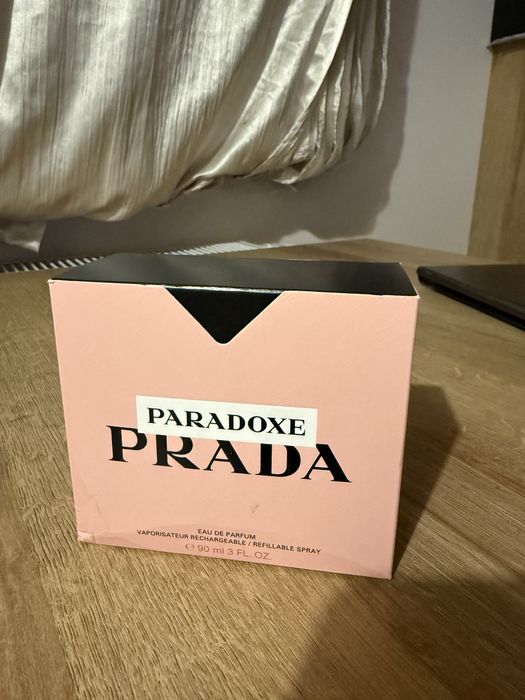 PARADOXE
PRADA
EAU DE PARFUM
VAPORISATEUR RECHARGEABLE / REFILLABLE SPRAY
℮ 90 ml 3 FL. OZ.